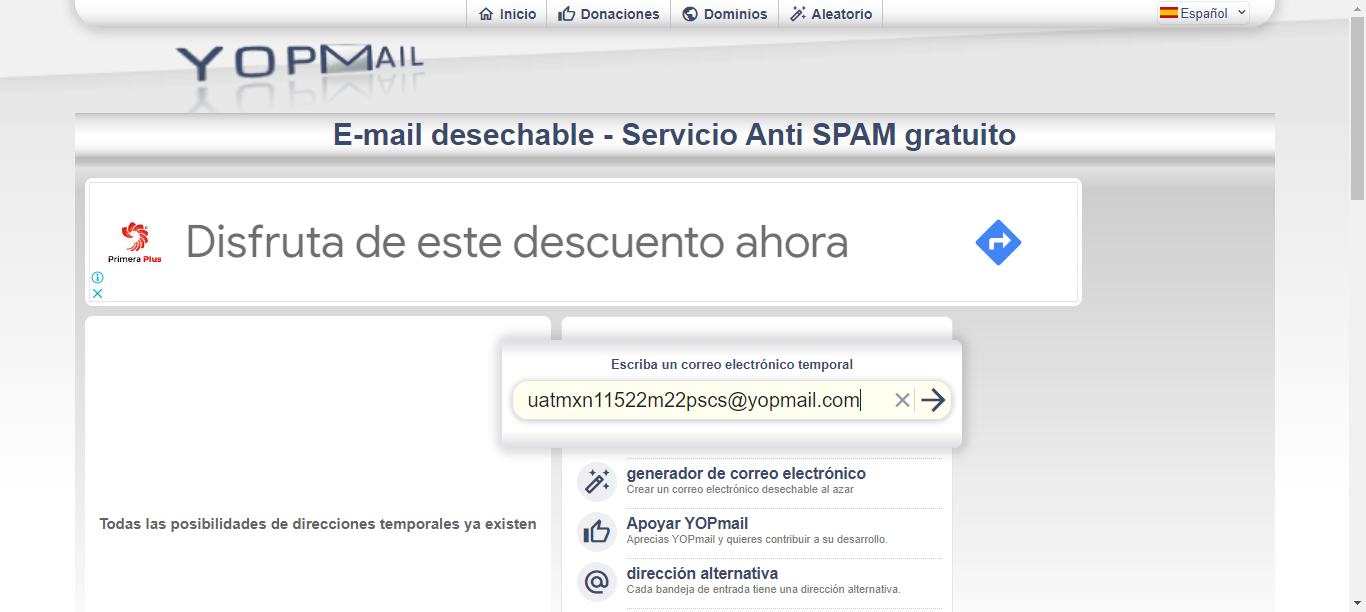 Inicio
Donaciones
Dominios
Aleatorio
Español
YOPMAIL
E-mail desechable - Servicio Anti SPAM gratuito
Primera Plus
Disfruta de este descuento ahora
Escriba un correo electrónico temporal
uatmxn11522m22pscs@yopmail.com
generador de correo electrónico
Crear un correo electrónico desechable al azar
Todas las posibilidades de direcciones temporales ya existen
Apoyar YOPmail
Aprecias YOPmail y quieres contribuir a su desarrollo.
dirección alternativa
Cada bandeja de entrada tiene una dirección alternativa.